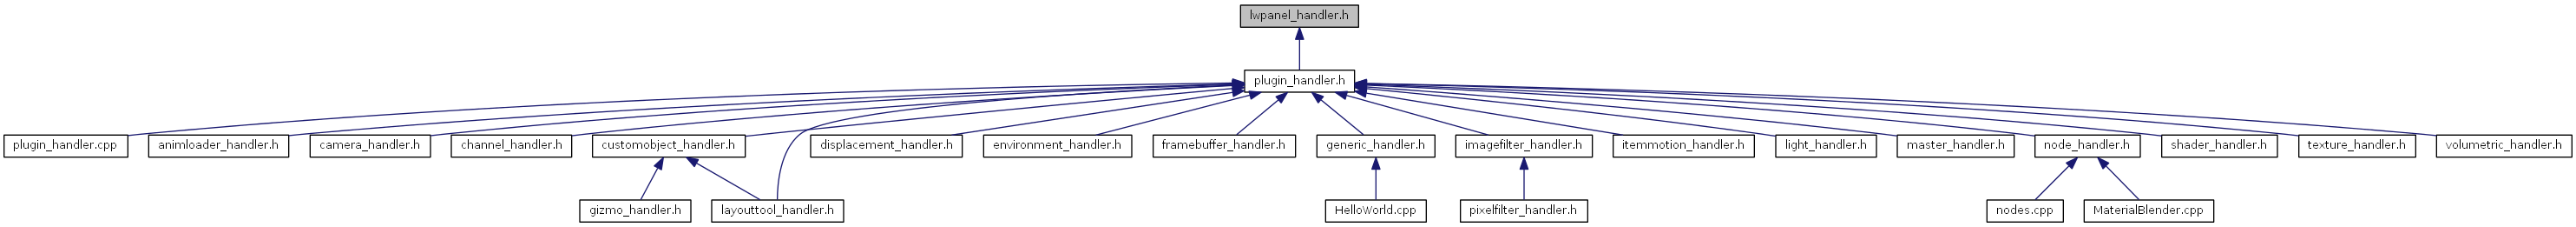 lwpanel_handler.h
plugin_handler.h
plugin_handler.cpp
animloader_handler.h
camera_handler.h
channel_handler.h
customobject_handler.h
displacement_handler.h
environment_handler.h
framebuffer_handler.h
generic_handler.h
imagefilter_handler.h
itemmotion_handler.h
light_handler.h
master_handler.h
node_handler.h
shader_handler.h
texture_handler.h
volumetric_handler.h
gizmo_handler.h
layouttool_handler.h
HelloWorld.cpp
pixelfilter_handler.h
nodes.cpp
MaterialBlender.cpp